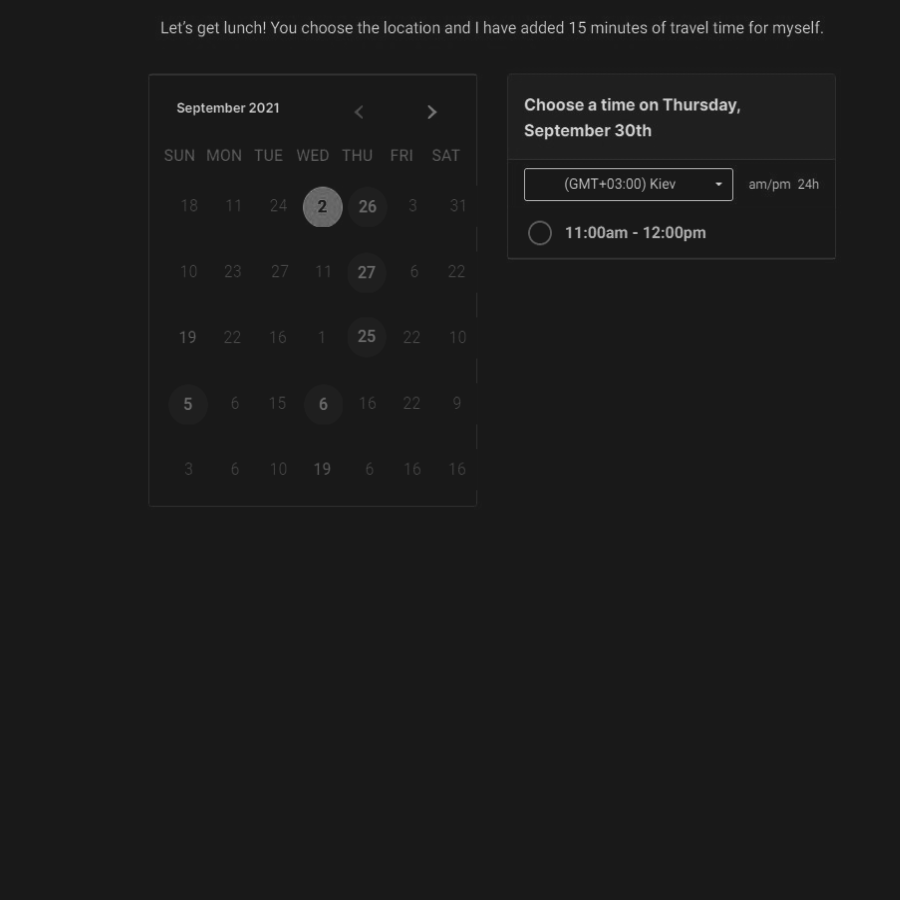 Let's get lunch! You choose the location and I have added 15 minutes of travel time for myself.
September 2021
SUN MON TUE WED THU FRI SAT
18 11 24 2 26 3 31
10 23 27 11 27 6 22
19 22 16 1 25 22 10
5 6 15 6 16 22 9
3 6 10 19 6 16 16
Choose a time on Thursday,
September 30th
(GMT+03:00) Kiev am/pm 24h
11:00am - 12:00pm